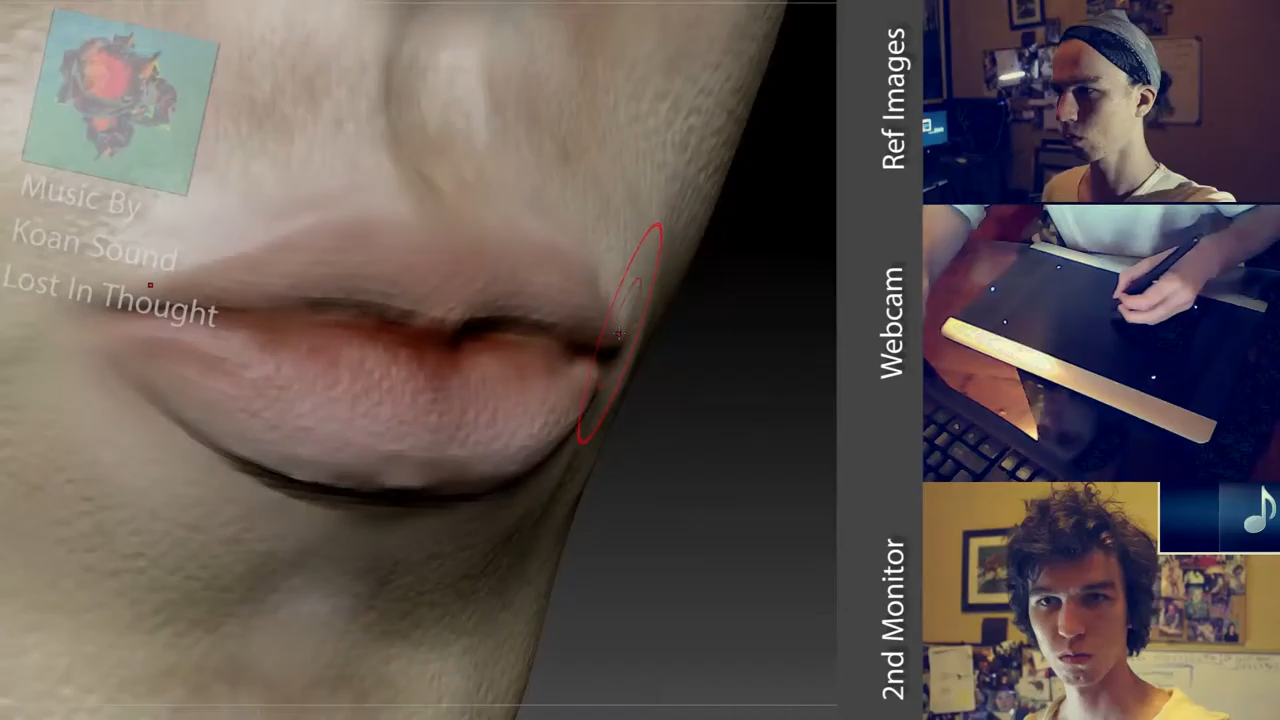 Music By
Koan Sound
Lost In Thought
Ref Images
Webcam
2nd Monitor